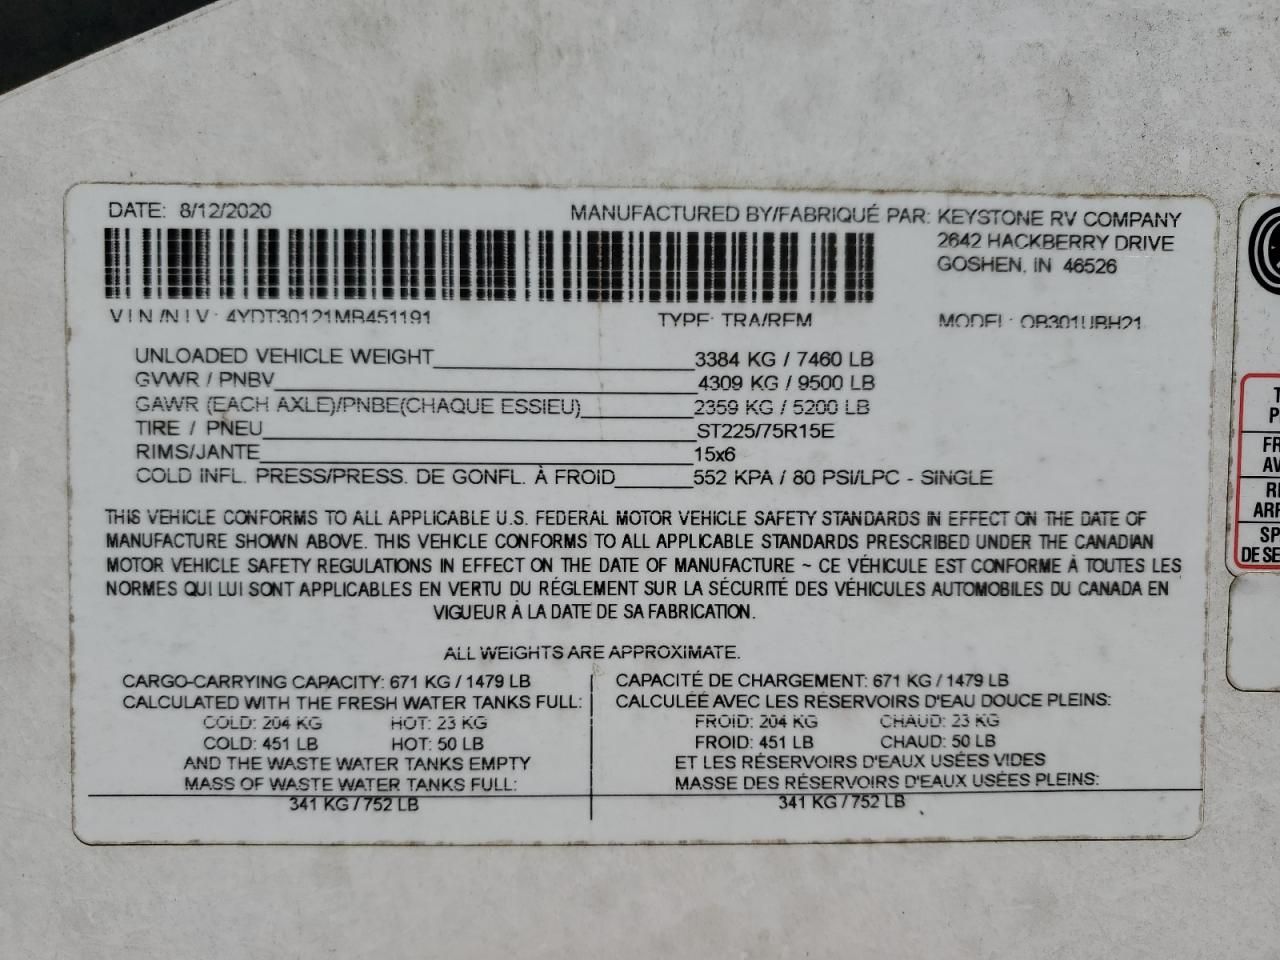 DATE: 8/12/2020
MANUFACTURED BY/FABRIQUÉ PAR: KEYSTONE RV COMPANY
2642 HACKBERRY DRIVE
GOSHEN, IN 46526
VIN/NIV: 4YDT30121MB451191 TYPE: TRA/REM MODEL:
UNLOADED VEHICLE WEIGHT 3384 KG / 7460 LB
GVWR / PNBV 4309 KG / 9500 LB
GAWR (EACH AXLE)/PNBE(CHAQUE ESSIEU) 2359 KG / 5200 LB
TIRE / PNEU ST225/75R15E
RIMS/JANTE 15x6
COLD INFL. PRESS/PRESS. DE GONFL. À FROID 552 KPA / 80 PSI/LPC - SINGLE
THIS VEHICLE CONFORMS TO ALL APPLICABLE U.S. FEDERAL MOTOR VEHICLE SAFETY STANDARDS IN EFFECT ON THE DATE OF
MANUFACTURE SHOWN ABOVE. THIS VEHICLE CONFORMS TO ALL APPLICABLE STANDARDS PRESCRIBED UNDER THE CANADIAN
MOTOR VEHICLE SAFETY REGULATIONS IN EFFECT ON THE DATE OF MANUFACTURE ~ CE VÉHICULE EST CONFORME À TOUTES LES
NORMES QUI LUI SONT APPLICABLES EN VERTU DU RÉGLEMENT SUR LA SÉCURITÉ DES VÉHICULES AUTOMOBILES DU CANADA EN
VIGUEUR À LA DATE DE SA FABRICATION.
ALL WEIGHTS ARE APPROXIMATE.
CARGO-CARRYING CAPACITY: 671 KG / 1479 LB
CALCULATED WITH THE FRESH WATER TANKS FULL:
COLD: 204 KG HOT: 23 KG
COLD: 451 LB HOT: 50 LB
AND THE WASTE WATER TANKS EMPTY
MASS OF WASTE WATER TANKS FULL:
341 KG / 752 LB
CAPACITÉ DE CHARGEMENT: 671 KG / 1479 LB
CALCULÉE AVEC LES RÉSERVOIRS D'EAU DOUCE PLEINS:
FROID: 204 KG CHAUD: 23 KG
FROID: 451 LB CHAUD: 50 LB
ET LES RÉSERVOIRS D'EAUX USÉES VIDES
MASSE DES RÉSERVOIRS D'EAUX USÉES PLEINS:
341 KG / 752 LB
T
P
FR
AV
RE
ARR
SP
DE SE